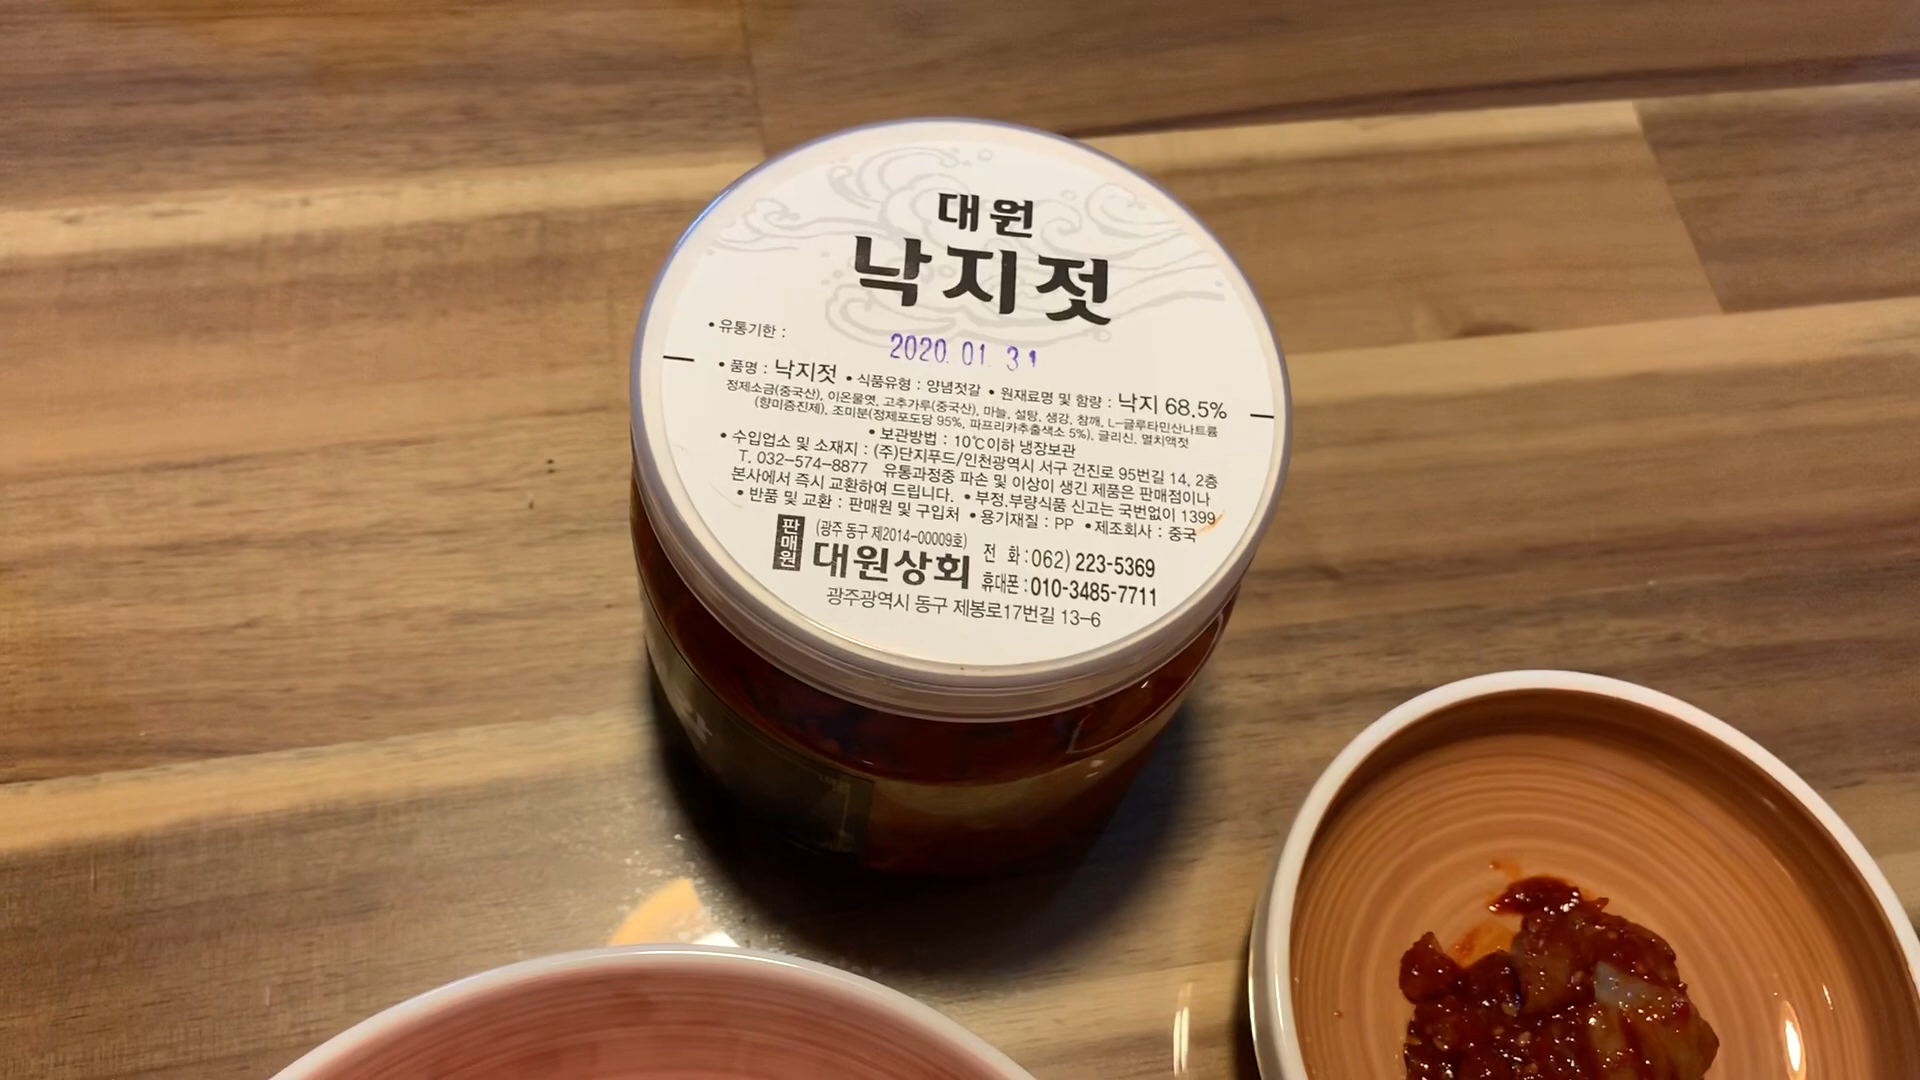 대원
낙지젓
• 유통기한 :
2020. 01. 31
• 품명 : 낙지젓 • 식품유형 : 양념젓갈 • 원재료명 및 함량 : 낙지 68.5%
정제소금(중국산), 이온물엿, 고추가루(중국산), 마늘, 설탕, 생강, 참깨, L-글루타민산나트륨
(향미증진제), 조미분(정제포도당 95%, 파프리카추출색소 5%), 글리신, 멸치액젓
• 보관방법 : 10℃이하 냉장보관
• 수입업소 및 소재지 : (주)단지푸드/인천광역시 서구 건진로 95번길 14, 2층
T. 032-574-8877 유통과정중 파손 및 이상이 생긴 제품은 판매점이나
본사에서 즉시 교환하여 드립니다. • 부정.부량식품 신고는 국번없이 1399
• 반품 및 교환 : 판매원 및 구입처 • 용기재질 : PP • 제조회사 : 중국
판매원 (광주 동구 제2014-00009호)
대원상회
전 화 : 062) 223-5369
휴대폰 : 010-3485-7711
광주광역시 동구 제봉로17번길 13-6